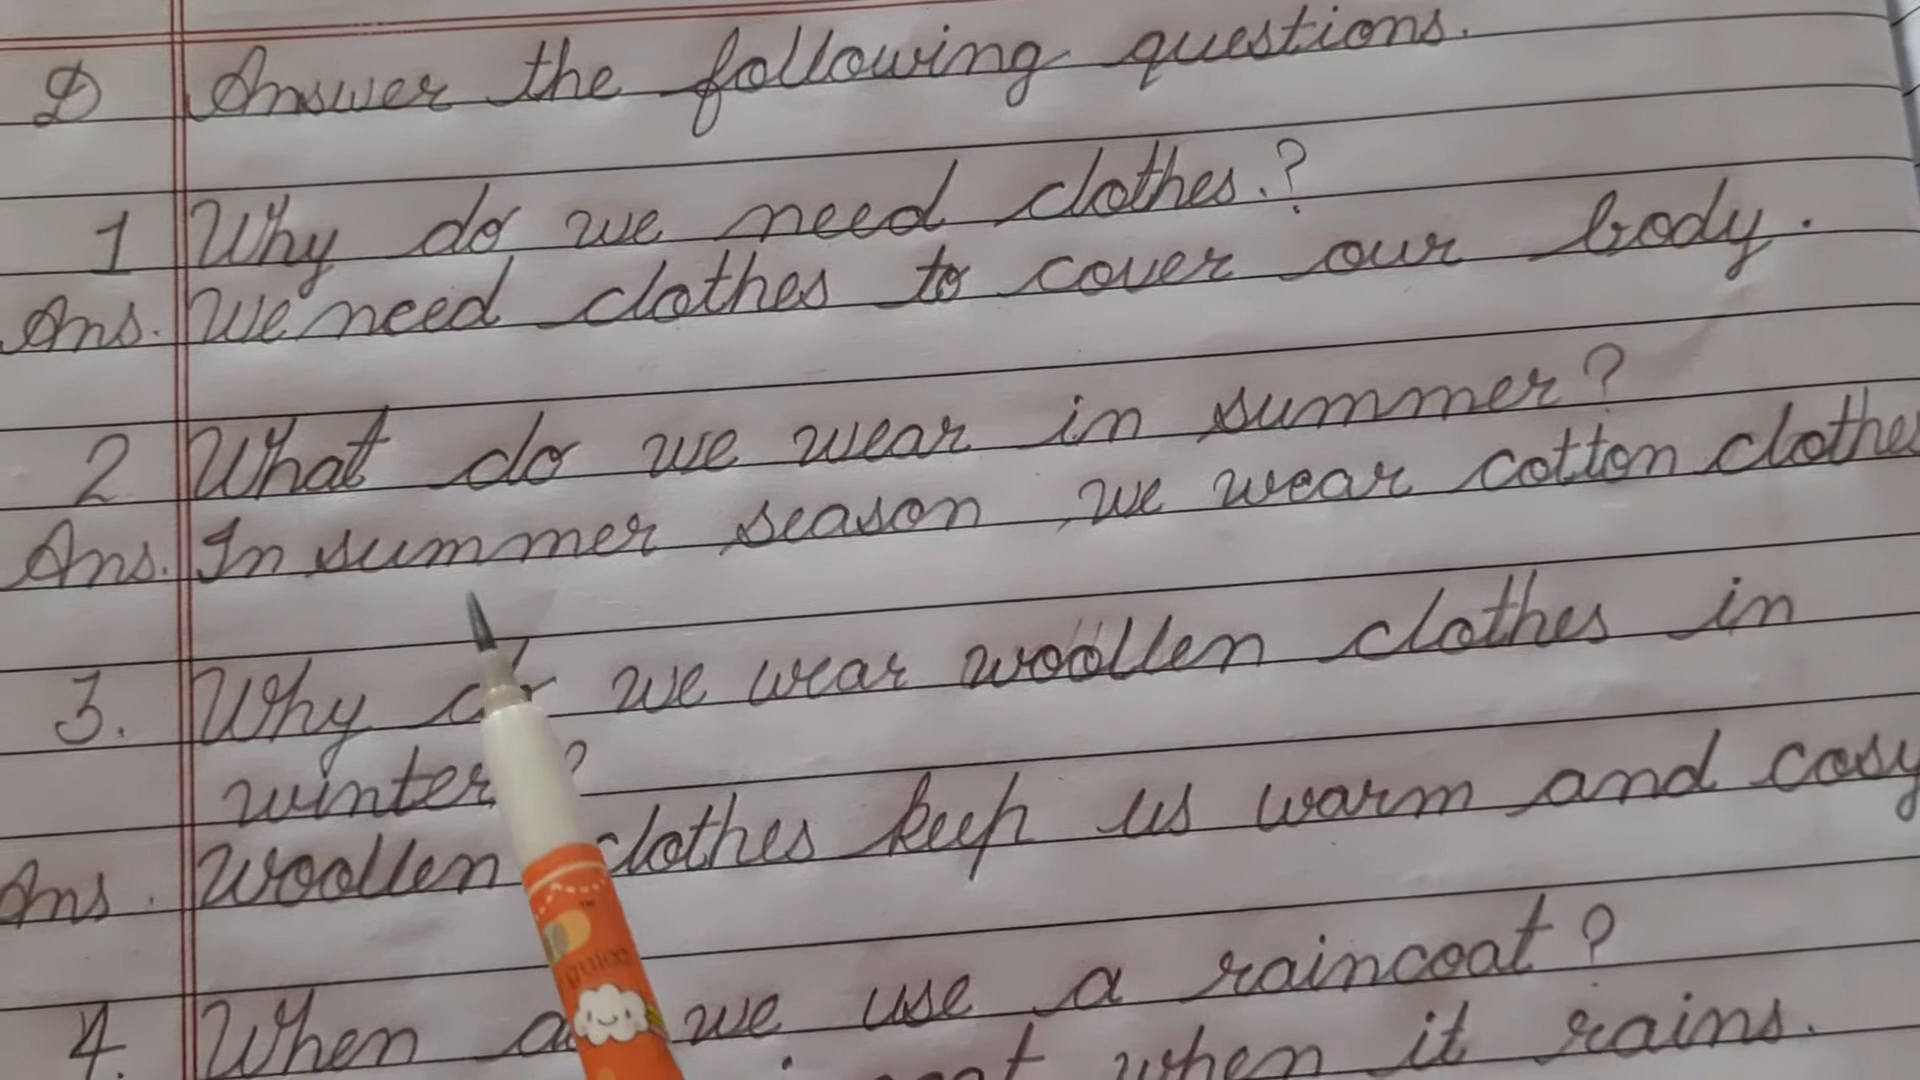 D Answer the following questions.
1 Why do we need clothes.?
Ans. We need clothes to cover our body.
2 What do we wear in summer?
Ans. In summer season, we wear cotton clothes
3. Why we wear woollen clothes in
winter?
Ans. Woollen clothes keep us warm and cosy
4. When we use a raincoat?
when it rains.